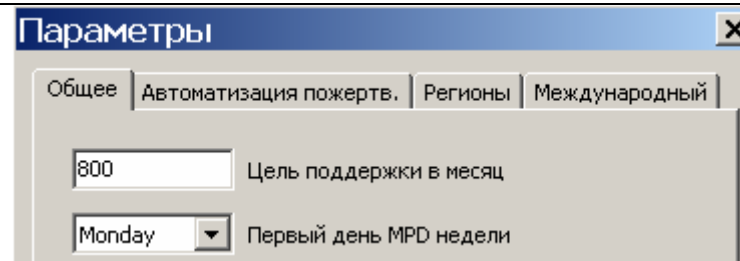 Параметры
Общее Автоматизация пожертв. Регионы Международный
800 Цель поддержки в месяц
Monday Первый день MPD недели